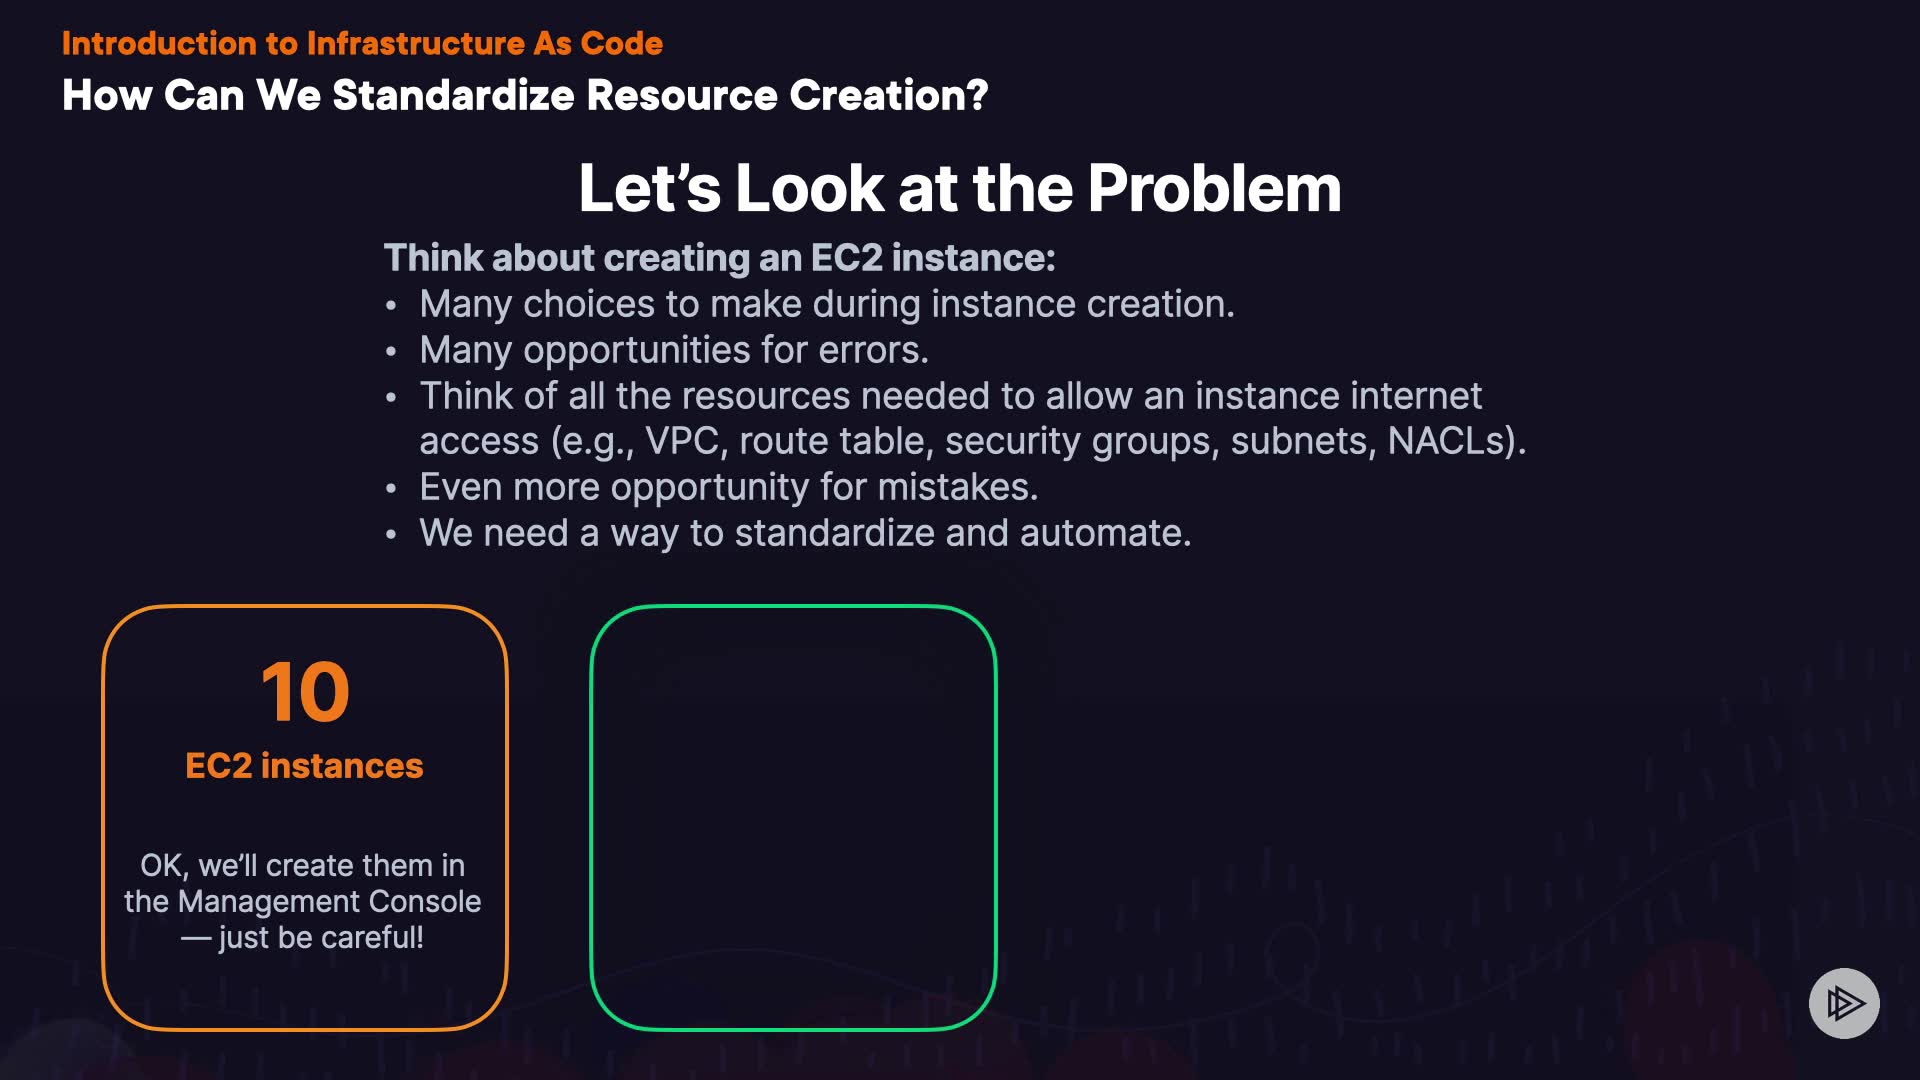 Introduction to Infrastructure As Code
How Can We Standardize Resource Creation?
Let’s Look at the Problem
Think about creating an EC2 instance:
• Many choices to make during instance creation.
• Many opportunities for errors.
• Think of all the resources needed to allow an instance internet
access (e.g., VPC, route table, security groups, subnets, NACLs).
• Even more opportunity for mistakes.
• We need a way to standardize and automate.
10
EC2 instances
OK, we’ll create them in
the Management Console
— just be careful!